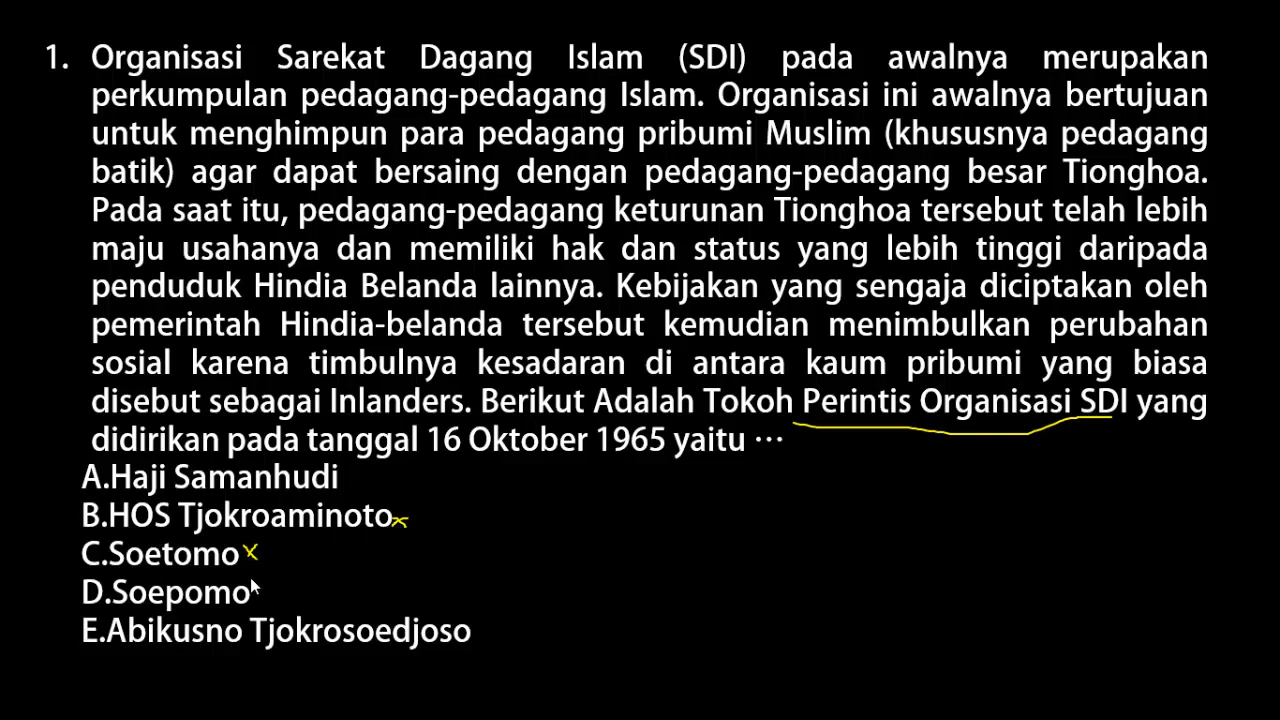 1. Organisasi Sarekat Dagang Islam (SDI) pada awalnya merupakan
perkumpulan pedagang-pedagang Islam. Organisasi ini awalnya bertujuan
untuk menghimpun para pedagang pribumi Muslim (khususnya pedagang
batik) agar dapat bersaing dengan pedagang-pedagang besar Tionghoa.
Pada saat itu, pedagang-pedagang keturunan Tionghoa tersebut telah lebih
maju usahanya dan memiliki hak dan status yang lebih tinggi daripada
penduduk Hindia Belanda lainnya. Kebijakan yang sengaja diciptakan oleh
pemerintah Hindia-belanda tersebut kemudian menimbulkan perubahan
sosial karena timbulnya kesadaran di antara kaum pribumi yang biasa
disebut sebagai Inlanders. Berikut Adalah Tokoh Perintis Organisasi SDI yang
didirikan pada tanggal 16 Oktober 1965 yaitu ⋯
A.Haji Samanhudi
B.HOS Tjokroaminoto
C.Soetomo
D.Soepomo
E.Abikusno Tjokrosoedjoso